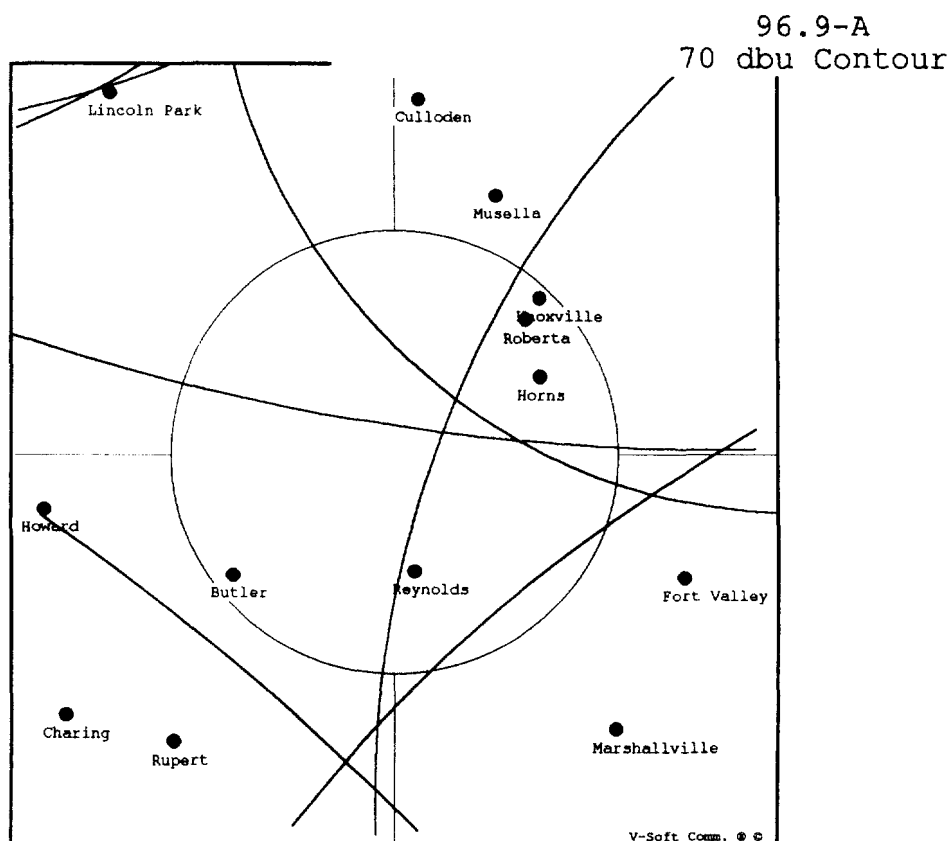 96.9-A
70 dbu Contour
Lincoln Park
Culloden
Musella
Knoxville
Roberta
Horns
Howard
Butler
Reynolds
Fort Valley
Charing
Rupert
Marshallville
V-Soft Comm. ® ©